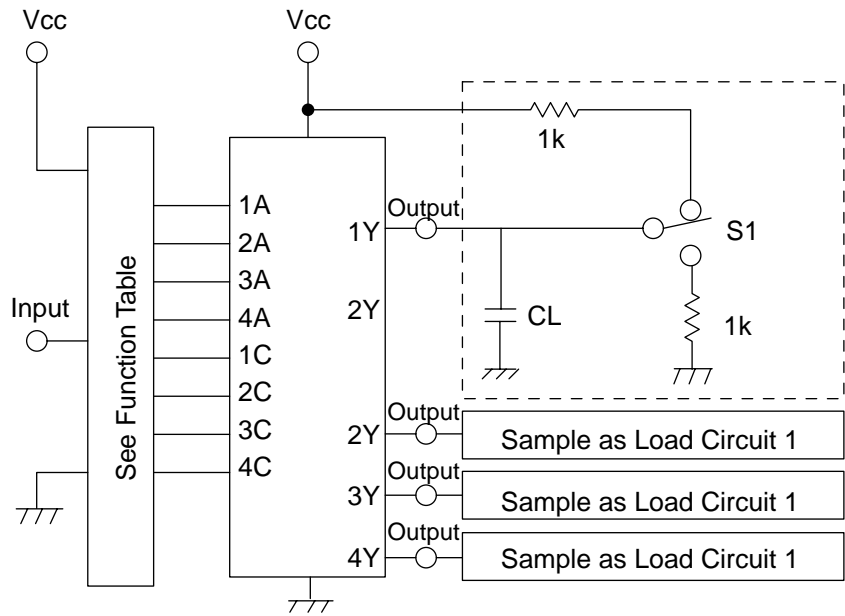 Vcc
Vcc
1k
Output
1A
1Y
S1
2A
3A
2Y
Input
4A
CL
1k
1C
2C
3C
4C
See Function Table
Output
2Y
Sample as Load Circuit 1
Output
3Y
Sample as Load Circuit 1
Output
4Y
Sample as Load Circuit 1